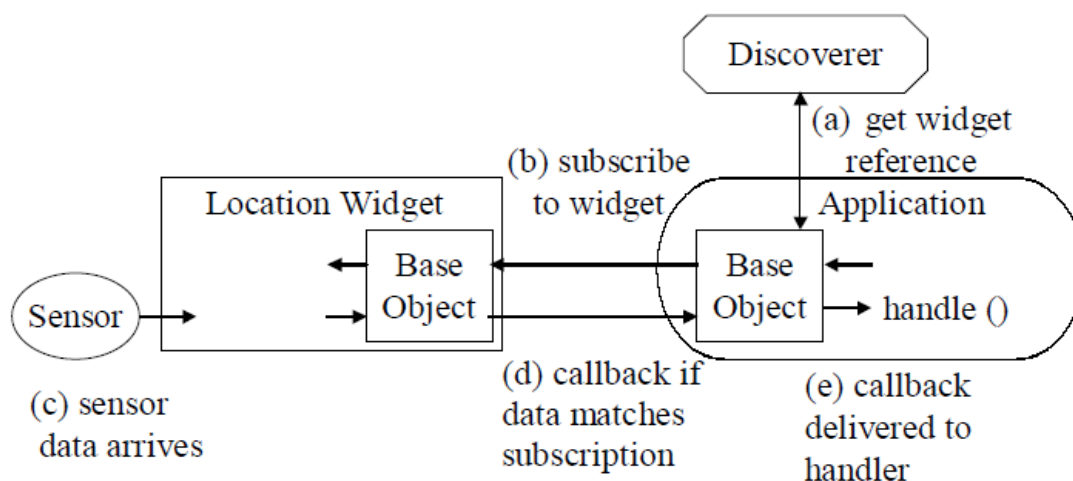 Discoverer
(a) get widget
reference
(b) subscribe
to widget
Location Widget
Application
Base
Object
Base
Object
Sensor
handle ()
(c) sensor
data arrives
(d) callback if
data matches
subscription
(e) callback
delivered to
handler